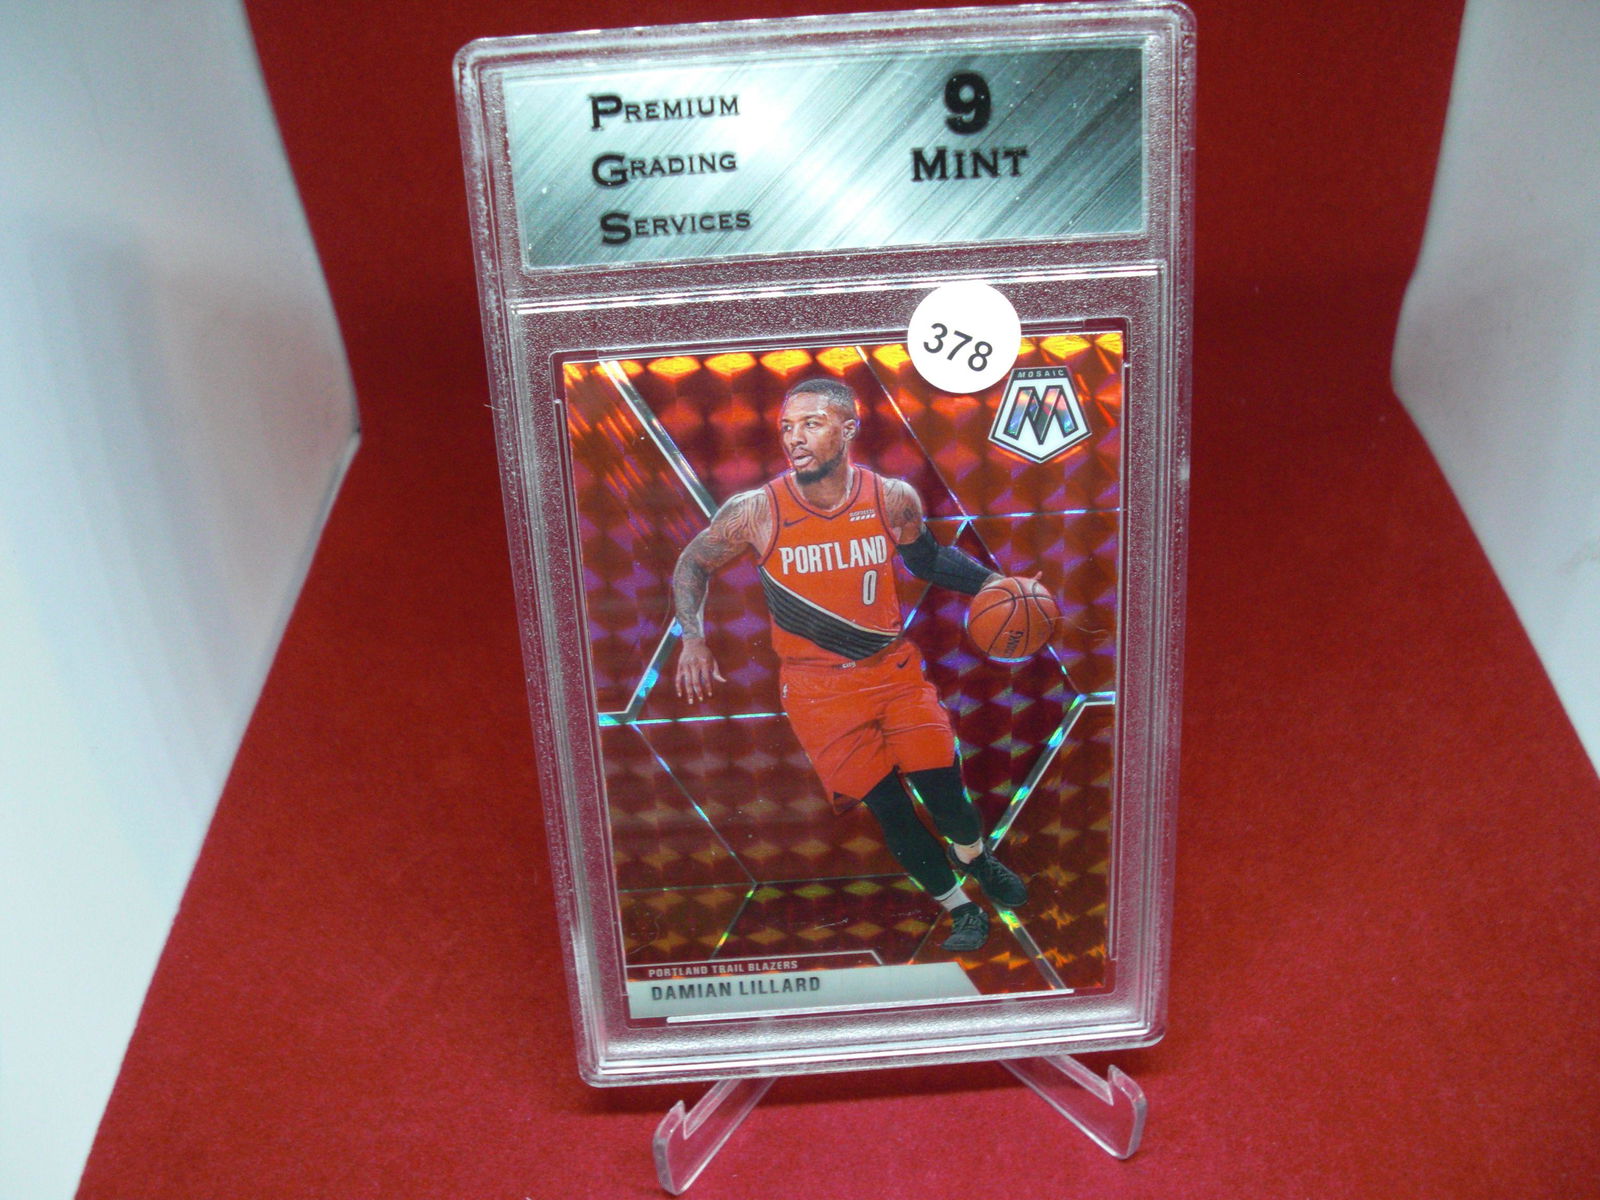 PREMIUM
GRADING
SERVICES
9
MINT
378
MOSAIC
M
PORTLAND
0
PORTLAND TRAIL BLAZERS
DAMIAN LILLARD